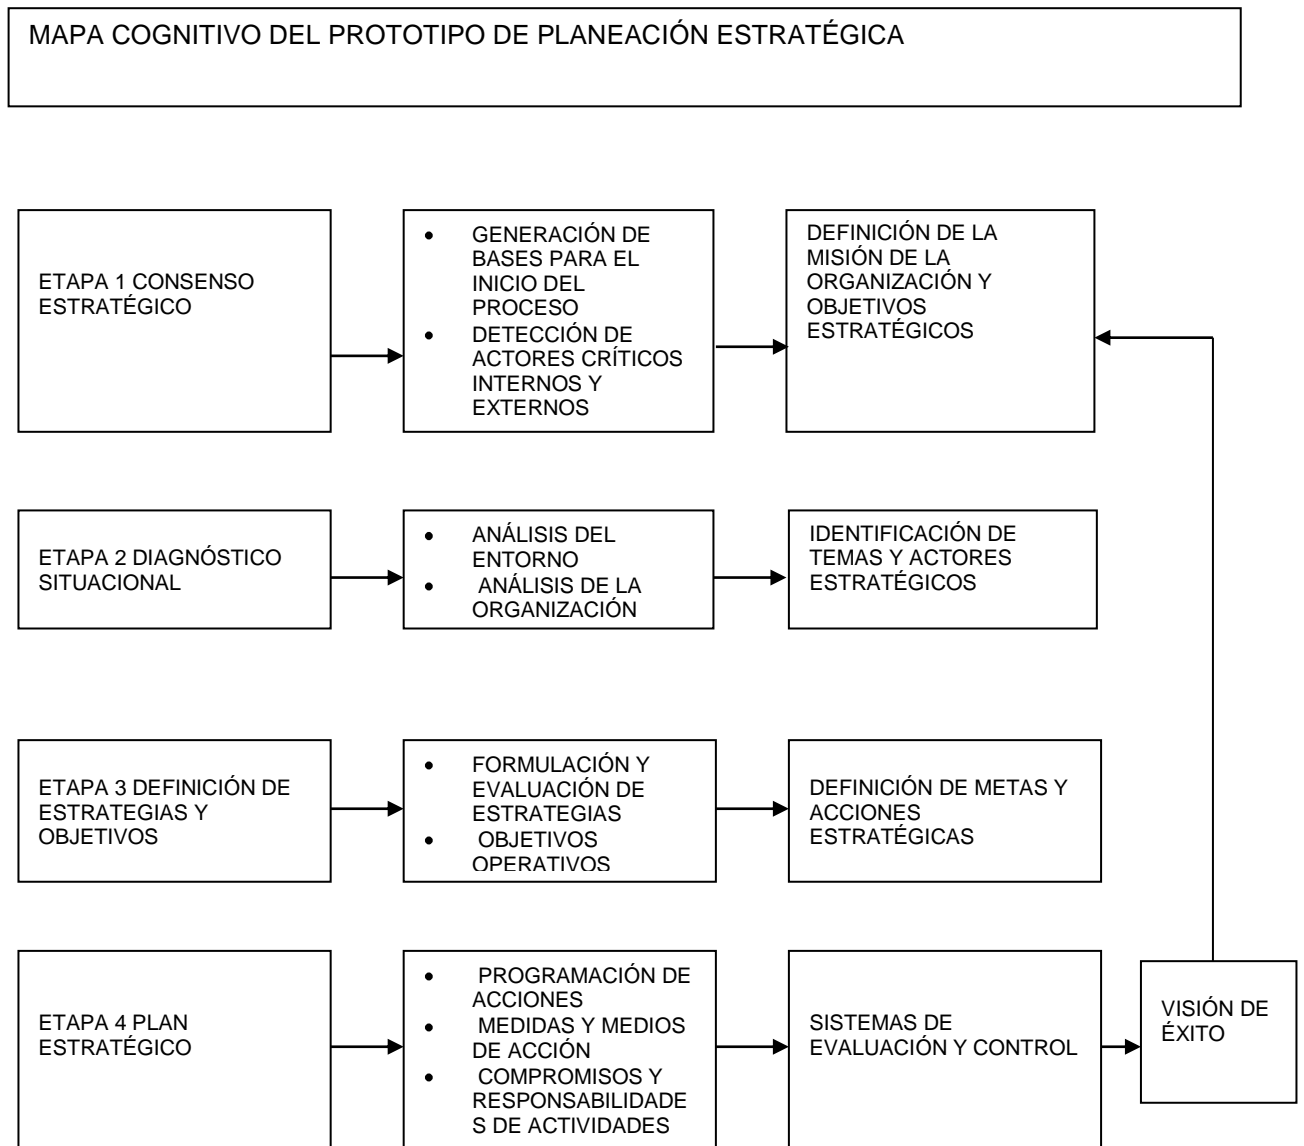 MAPA COGNITIVO DEL PROTOTIPO DE PLANEACIÓN ESTRATÉGICA
ETAPA 1 CONSENSO
ESTRATÉGICO
• GENERACIÓN DE
BASES PARA EL
INICIO DEL
PROCESO
• DETECCIÓN DE
ACTORES CRÍTICOS
INTERNOS Y
EXTERNOS
DEFINICIÓN DE LA
MISIÓN DE LA
ORGANIZACIÓN Y
OBJETIVOS
ESTRATÉGICOS
ETAPA 2 DIAGNÓSTICO
SITUACIONAL
• ANÁLISIS DEL
ENTORNO
• ANÁLISIS DE LA
ORGANIZACIÓN
IDENTIFICACIÓN DE
TEMAS Y ACTORES
ESTRATÉGICOS
ETAPA 3 DEFINICIÓN DE
ESTRATEGIAS Y
OBJETIVOS
• FORMULACIÓN Y
EVALUACIÓN DE
ESTRATEGIAS
• OBJETIVOS
OPERATIVOS
DEFINICIÓN DE METAS Y
ACCIONES
ESTRATÉGICAS
ETAPA 4 PLAN
ESTRATÉGICO
• PROGRAMACIÓN DE
ACCIONES
• MEDIDAS Y MEDIOS
DE ACCIÓN
• COMPROMISOS Y
RESPONSABILIDADE
S DE ACTIVIDADES
SISTEMAS DE
EVALUACIÓN Y CONTROL
VISIÓN DE
ÉXITO